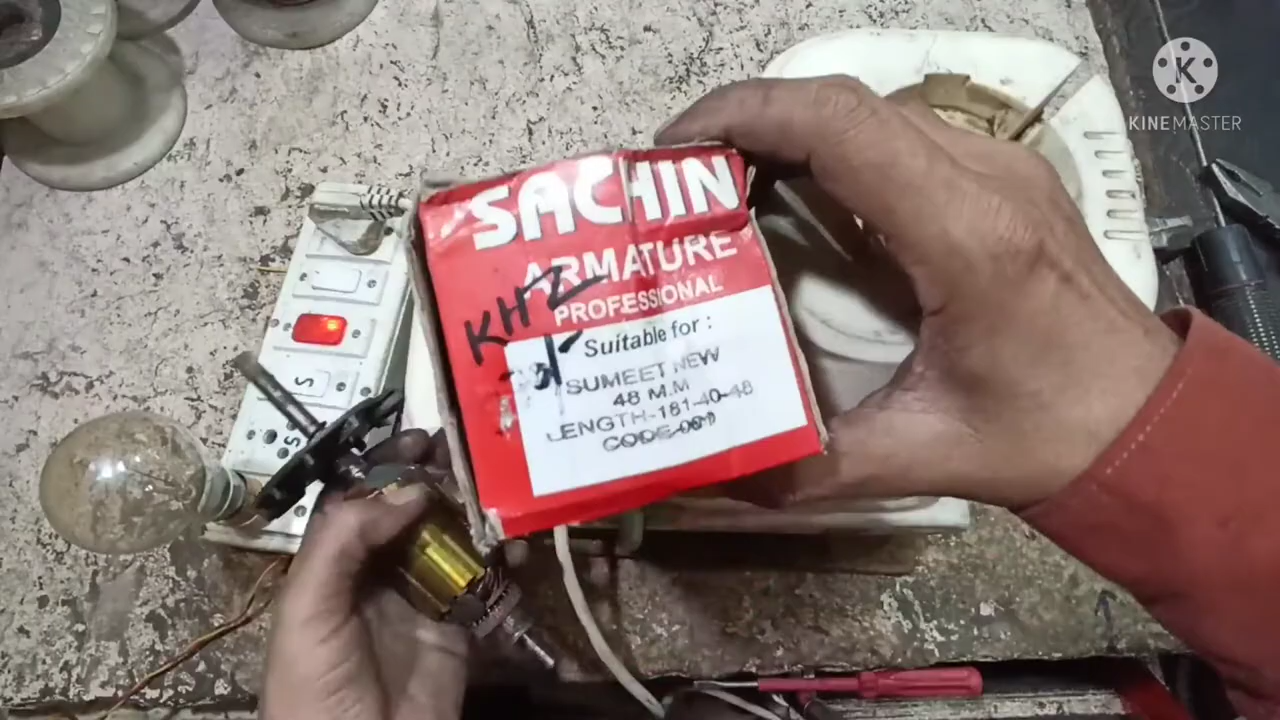 KINEMASTER
SACHIN
ARMATURE
PROFESSIONAL
KHZ
Suitable for :
SUMEET NEW
48 M.M
LENGTH-181-40-48